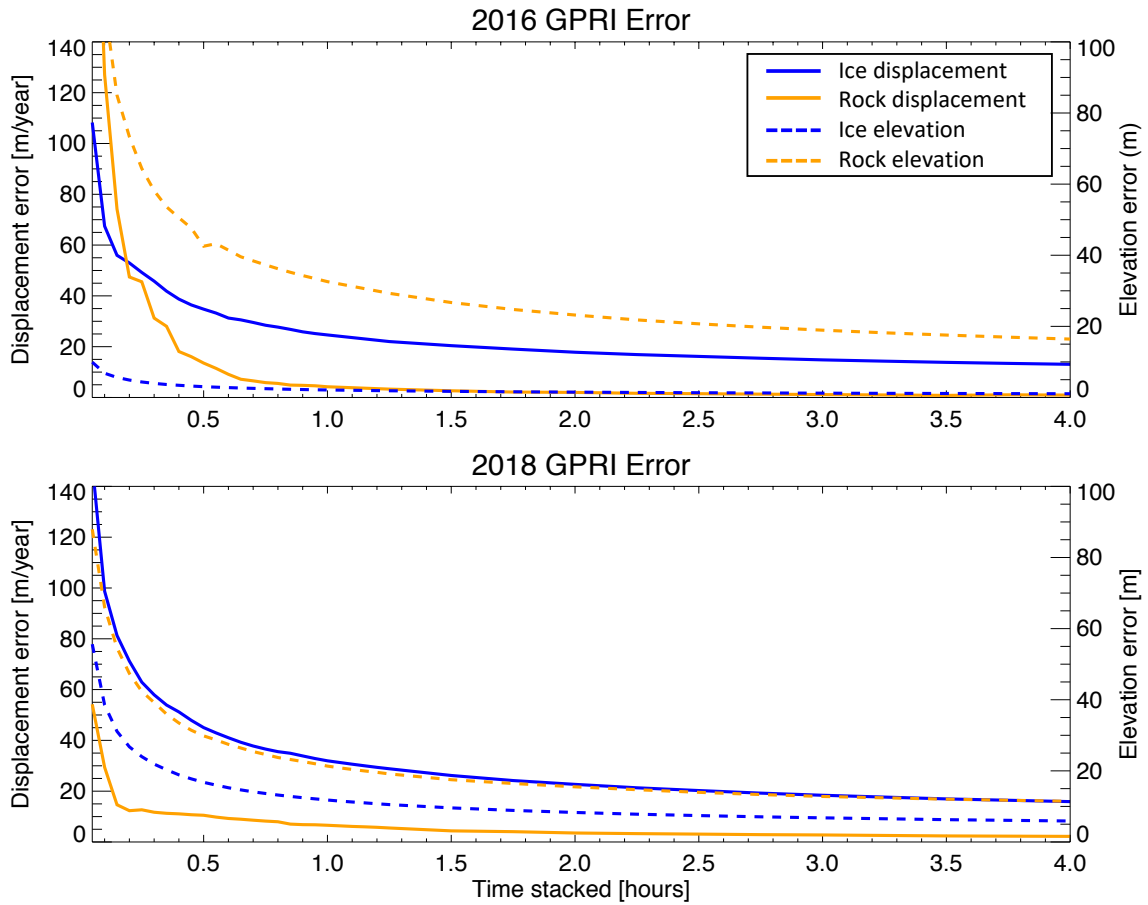 2016 GPRI Error
140
120
100
80
60
40
20
0
Displacement error [m/year]
100
80
60
40
20
0
Elevation error (m)
Ice displacement
Rock displacement
Ice elevation
Rock elevation
0.5 1.0 1.5 2.0 2.5 3.0 3.5 4.0
2018 GPRI Error
140
120
100
80
60
40
20
0
Displacement error [m/year]
100
80
60
40
20
0
Elevation error [m]
0.5 1.0 1.5 2.0 2.5 3.0 3.5 4.0
Time stacked [hours]